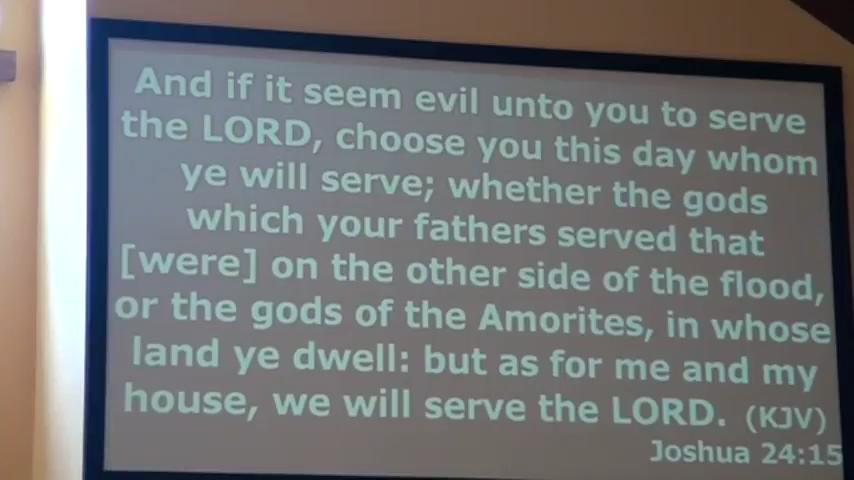 And if it seem evil unto you to serve
the LORD, choose you this day whom
ye will serve; whether the gods
which your fathers served that
[were] on the other side of the flood,
or the gods of the Amorites, in whose
land ye dwell: but as for me and my
house, we will serve the LORD. (KJV)
Joshua 24:15